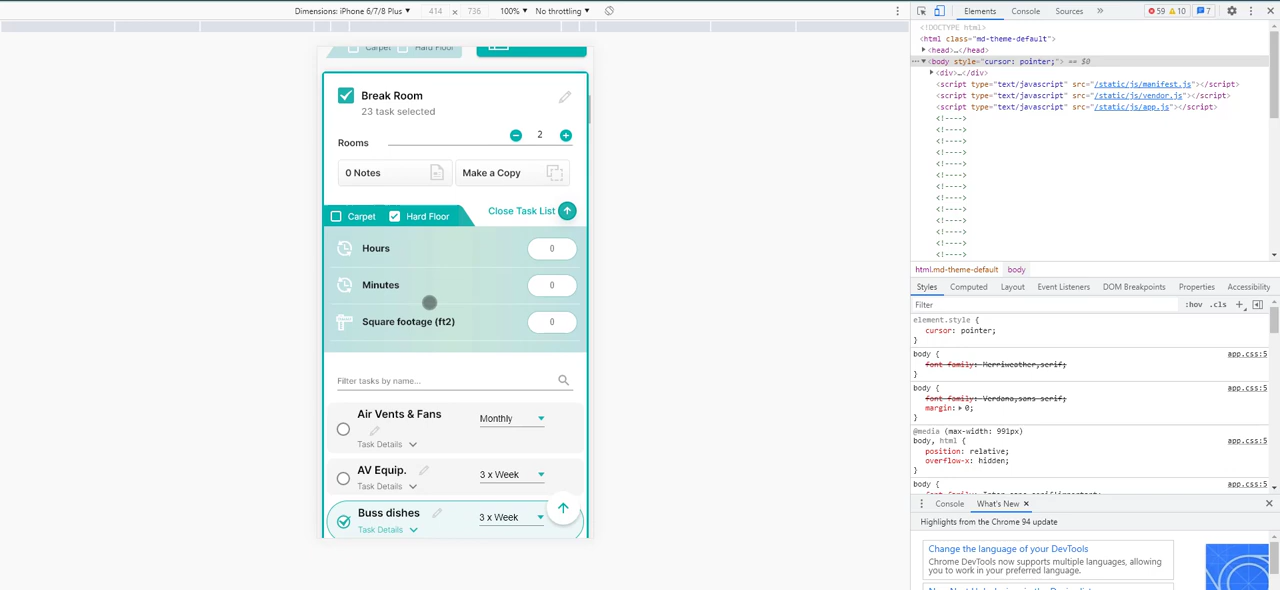 Dimensions: iPhone 6/7/8 Plus ▼ 414 x 736 100% ▼ No throttling ▼
Carpet Hard Floor
Break Room
23 task selected
Rooms 2
0 Notes Make a Copy
Carpet Hard Floor Close Task List
Hours 0
Minutes 0
Square footage (ft2) 0
Filter tasks by name...
Air Vents & Fans Monthly
Task Details
AV Equip. 3 x Week
Task Details
Buss dishes 3 x Week
Task Details
Elements Console Sources » 59 10 7
<!DOCTYPE html>
<html class="md-theme-default">
▶<head>…</head>
···▼<body style="cursor: pointer;"> == $0
▶<div>…</div>
<script type="text/javascript" src="/static/js/manifest.js"></script>
<script type="text/javascript" src="/static/js/vendor.js"></script>
<script type="text/javascript" src="/static/js/app.js"></script>
<!---->
<!---->
<!---->
<!---->
<!---->
<!---->
<!---->
<!---->
<!---->
<!---->
<!---->
<!---->
<!---->
html.md-theme-default body
Styles Computed Layout Event Listeners DOM Breakpoints Properties Accessibility
Filter :hov .cls +
element.style {
cursor: pointer;
}
body { app.css:5
font-family: Merriweather,serif;
}
body { app.css:5
font-family: Verdana,sans-serif;
margin:▶ 0;
}
@media (max-width: 991px)
body, html { app.css:5
position: relative;
overflow-x: hidden;
}
body { app.css:5
Console What's New ×
Highlights from the Chrome 94 update
Change the language of your DevTools
Chrome DevTools now supports multiple languages, allowing
you to work in your preferred language.